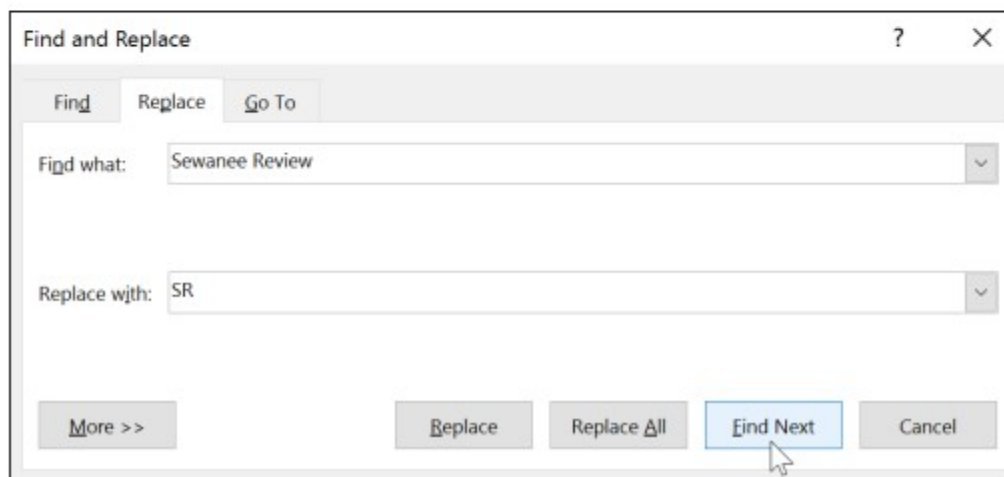 Find and Replace ?
Find Replace Go To
Find what: Sewanee Review
Replace with: SR
More >> Replace Replace All Find Next Cancel